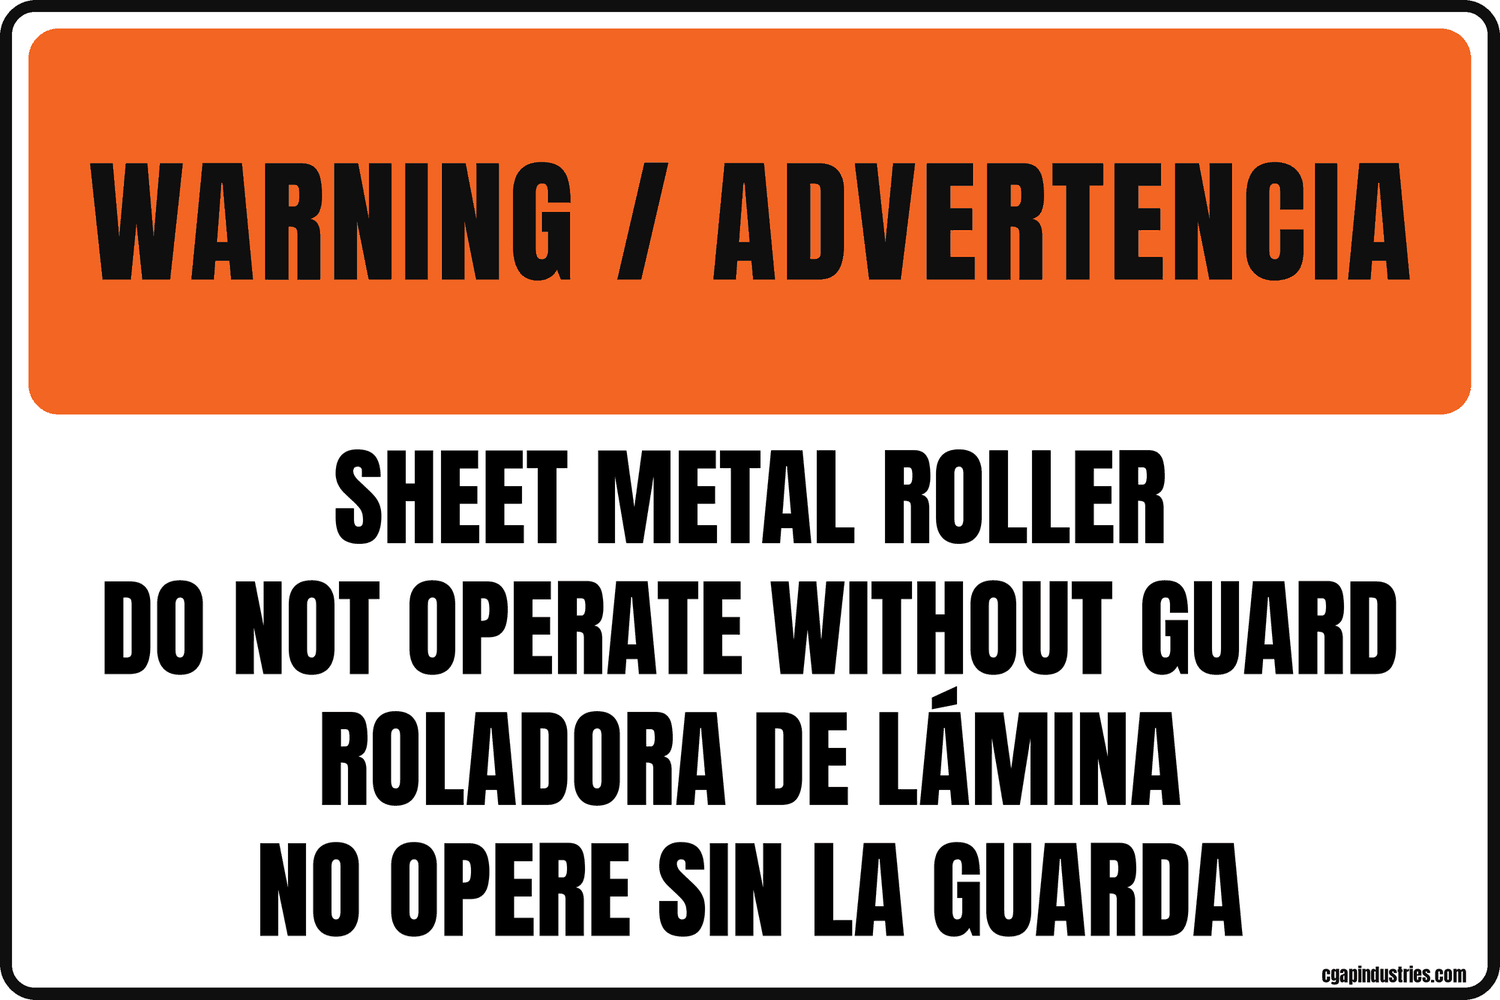 WARNING / ADVERTENCIA
SHEET METAL ROLLER
DO NOT OPERATE WITHOUT GUARD
ROLADORA DE LÁMINA
NO OPERE SIN LA GUARDA
cgapindustries.com